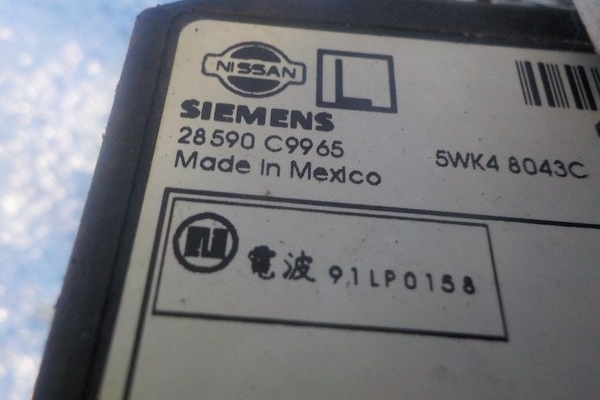 NISSAN L
SIEMENS
28590 C9965
5WK4 8043C
Made in Mexico
電波 91LP0158